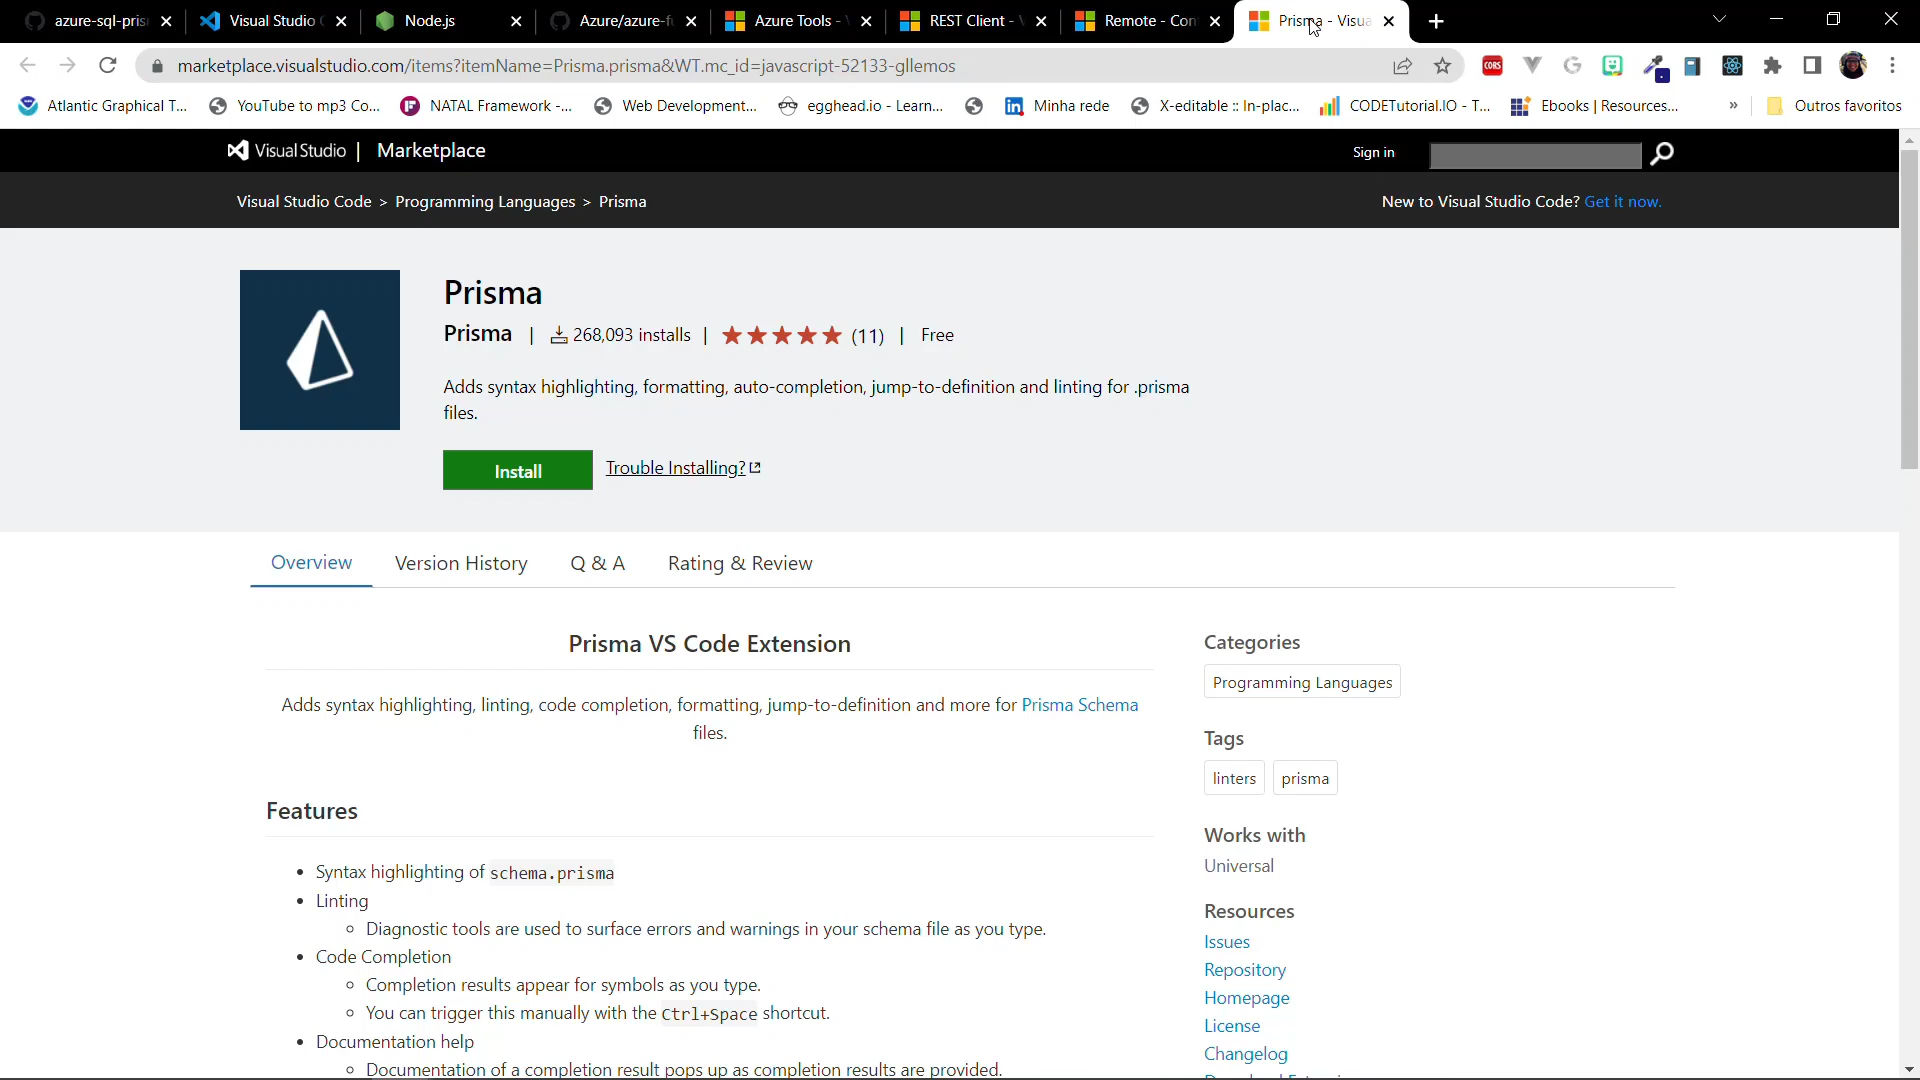 azure-sql-pris
Visual Studio C
Node.js
Azure/azure-fu
Azure Tools - V
REST Client - V
Remote - Con
Prisma - Visua
marketplace.visualstudio.com/items?itemName=Prisma.prisma&WT.mc_id=javascript-52133-gllemos
CORS
Atlantic Graphical T...
YouTube to mp3 Co...
NATAL Framework -...
Web Development...
egghead.io - Learn...
Minha rede
X-editable :: In-plac...
CODETutorial.IO - T...
Ebooks | Resources...
»
Outros favoritos
Visual Studio | Marketplace
Sign in
Visual Studio Code > Programming Languages > Prisma
New to Visual Studio Code? Get it now.
Prisma
Prisma | 268,093 installs | (11) | Free
Adds syntax highlighting, formatting, auto-completion, jump-to-definition and linting for .prisma
files.
Install
Trouble Installing?
Overview
Version History
Q & A
Rating & Review
Prisma VS Code Extension
Adds syntax highlighting, linting, code completion, formatting, jump-to-definition and more for Prisma Schema
files.
Features
• Syntax highlighting of schema.prisma
• Linting
◦ Diagnostic tools are used to surface errors and warnings in your schema file as you type.
• Code Completion
◦ Completion results appear for symbols as you type.
◦ You can trigger this manually with the Ctrl+Space shortcut.
• Documentation help
◦ Documentation of a completion result pops up as completion results are provided.
Categories
Programming Languages
Tags
linters
prisma
Works with
Universal
Resources
Issues
Repository
Homepage
License
Changelog